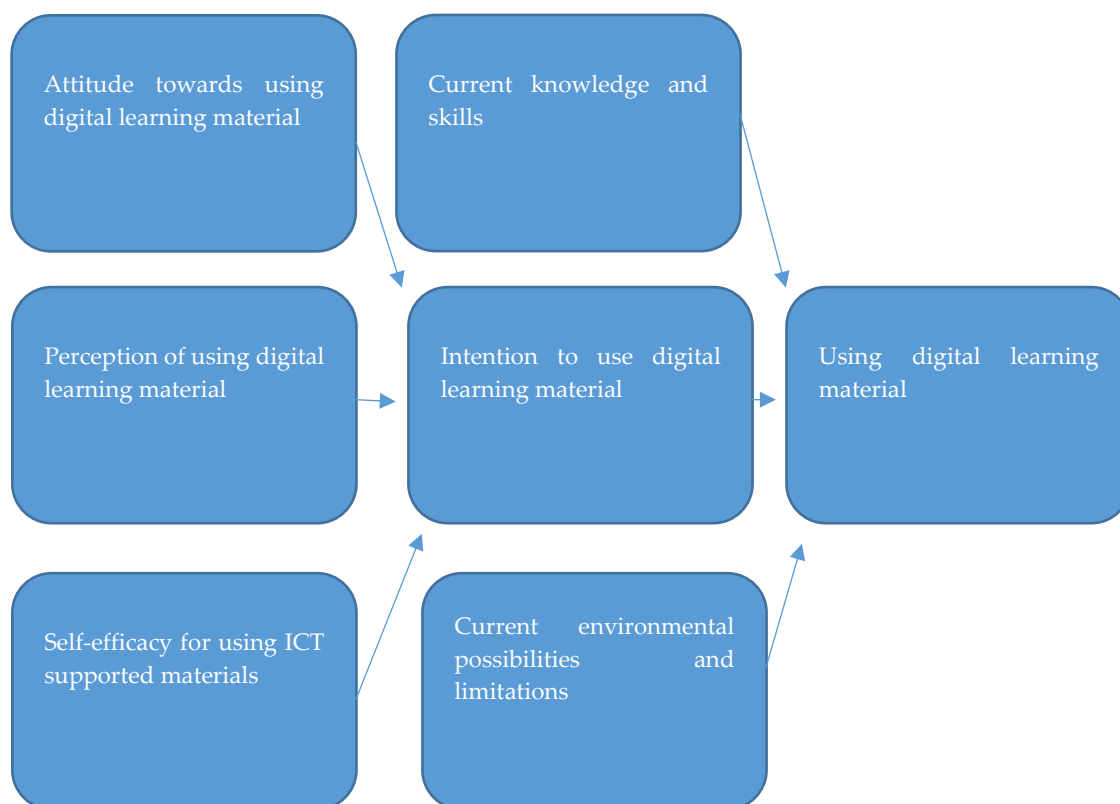 Attitude towards using
digital learning material
Current knowledge and
skills
Perception of using digital
learning material
Intention to use digital
learning material
Using digital learning
material
Self-efficacy for using ICT
supported materials
Current environmental
possibilities and
limitations